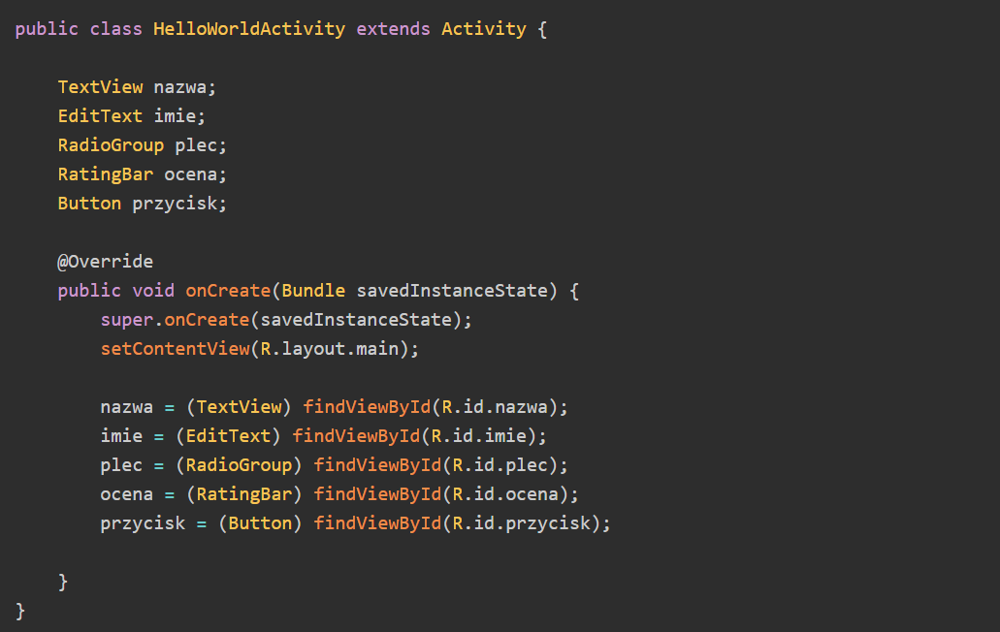 public class HelloWorldActivity extends Activity {
TextView nazwa;
EditText imie;
RadioGroup plec;
RatingBar ocena;
Button przycisk;
@Override
public void onCreate(Bundle savedInstanceState) {
super.onCreate(savedInstanceState);
setContentView(R.layout.main);
nazwa = (TextView) findViewById(R.id.nazwa);
imie = (EditText) findViewById(R.id.imie);
plec = (RadioGroup) findViewById(R.id.plec);
ocena = (RatingBar) findViewById(R.id.ocena);
przycisk = (Button) findViewById(R.id.przycisk);
}
}